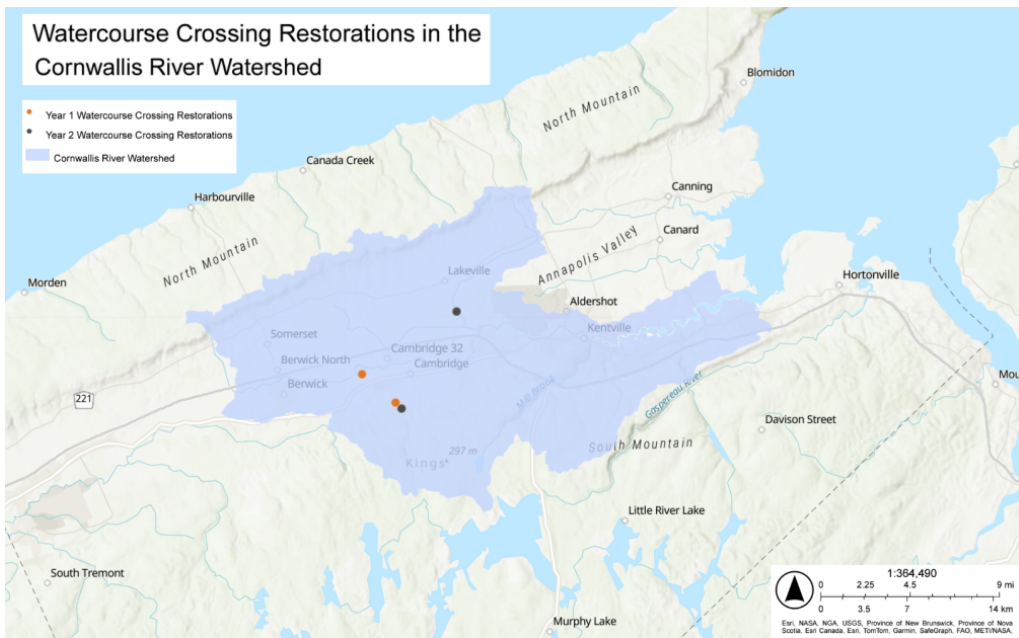 Watercourse Crossing Restorations in the
Cornwallis River Watershed
Year 1 Watercourse Crossing Restorations
Year 2 Watercourse Crossing Restorations
Cornwallis River Watershed
Blomidon
North Mountain
Canada Creek
Canning
Harbourville
Canard
North Mountain
Annapolis Valley
Lakeville
Hortonville
Morden
Aldershot
Kentville
Somerset
Cambridge 32
Berwick North
Cambridge
Mou
Berwick
Mill Brook
Gaspereau River
221
Davison Street
South Mountain
297 m
Kings
Little River Lake
South Tremont
Murphy Lake
1:364,490
0 2.25 4.5 9 mi
0 3.5 7 14 km
Esri, NASA, NGA, USGS, Province of New Brunswick, Province of Nova
Scotia, Esri Canada, Esri, TomTom, Garmin, SafeGraph, FAO, METI/NASA,